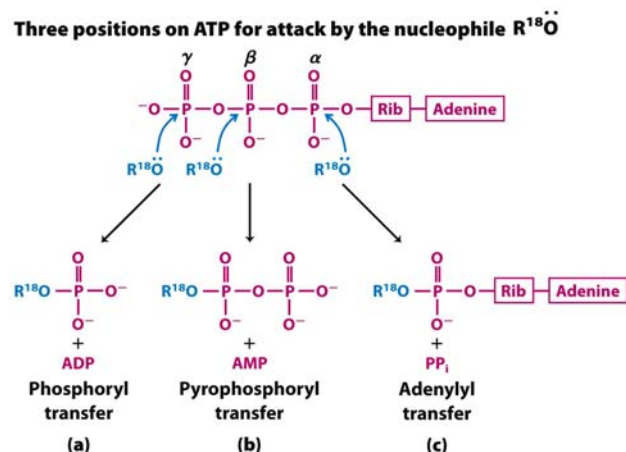 Three positions on ATP for attack by the nucleophile R¹⁸Ö
γ β α
O O O
⁻O—P—O—P—O—P—O—Rib—Adenine
O⁻ O⁻ O⁻
R¹⁸Ö R¹⁸Ö R¹⁸Ö
O O O O
R¹⁸O—P—O⁻ R¹⁸O—P—O—P—O⁻ R¹⁸O—P—O—Rib—Adenine
O⁻ O⁻ O⁻ O⁻
+ + +
ADP AMP PPᵢ
Phosphoryl Pyrophosphoryl Adenylyl
transfer transfer transfer
(a) (b) (c)